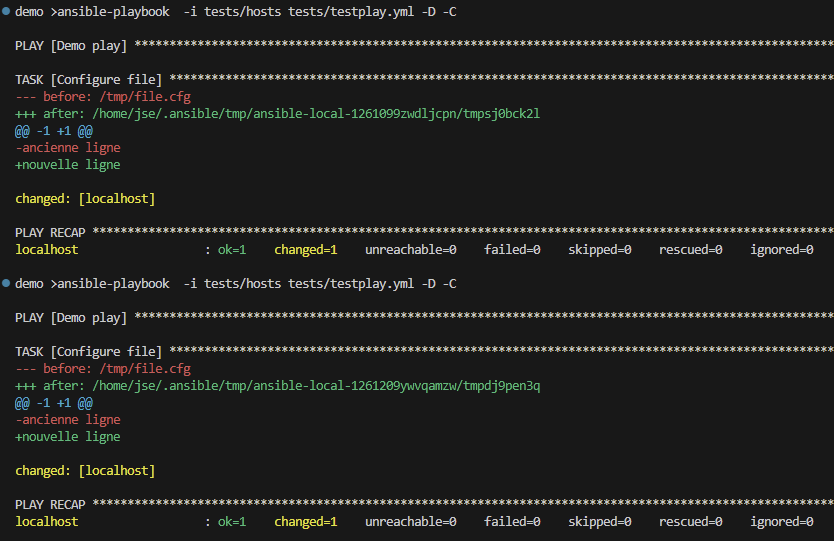 demo >ansible-playbook  -i tests/hosts tests/testplay.yml -D -C
PLAY [Demo play] ****************************************************************************************************
TASK [Configure file] ***********************************************************************************************
--- before: /tmp/file.cfg
+++ after: /home/jse/.ansible/tmp/ansible-local-1261099zwdljcpn/tmpsj0bck2l
@@ -1 +1 @@
-ancienne ligne
+nouvelle ligne
changed: [localhost]
PLAY RECAP **********************************************************************************************************
localhost                  : ok=1    changed=1    unreachable=0    failed=0    skipped=0    rescued=0    ignored=0
demo >ansible-playbook  -i tests/hosts tests/testplay.yml -D -C
PLAY [Demo play] ****************************************************************************************************
TASK [Configure file] ***********************************************************************************************
--- before: /tmp/file.cfg
+++ after: /home/jse/.ansible/tmp/ansible-local-1261209ywvqamzw/tmpdj9pen3q
@@ -1 +1 @@
-ancienne ligne
+nouvelle ligne
changed: [localhost]
PLAY RECAP **********************************************************************************************************
localhost                  : ok=1    changed=1    unreachable=0    failed=0    skipped=0    rescued=0    ignored=0